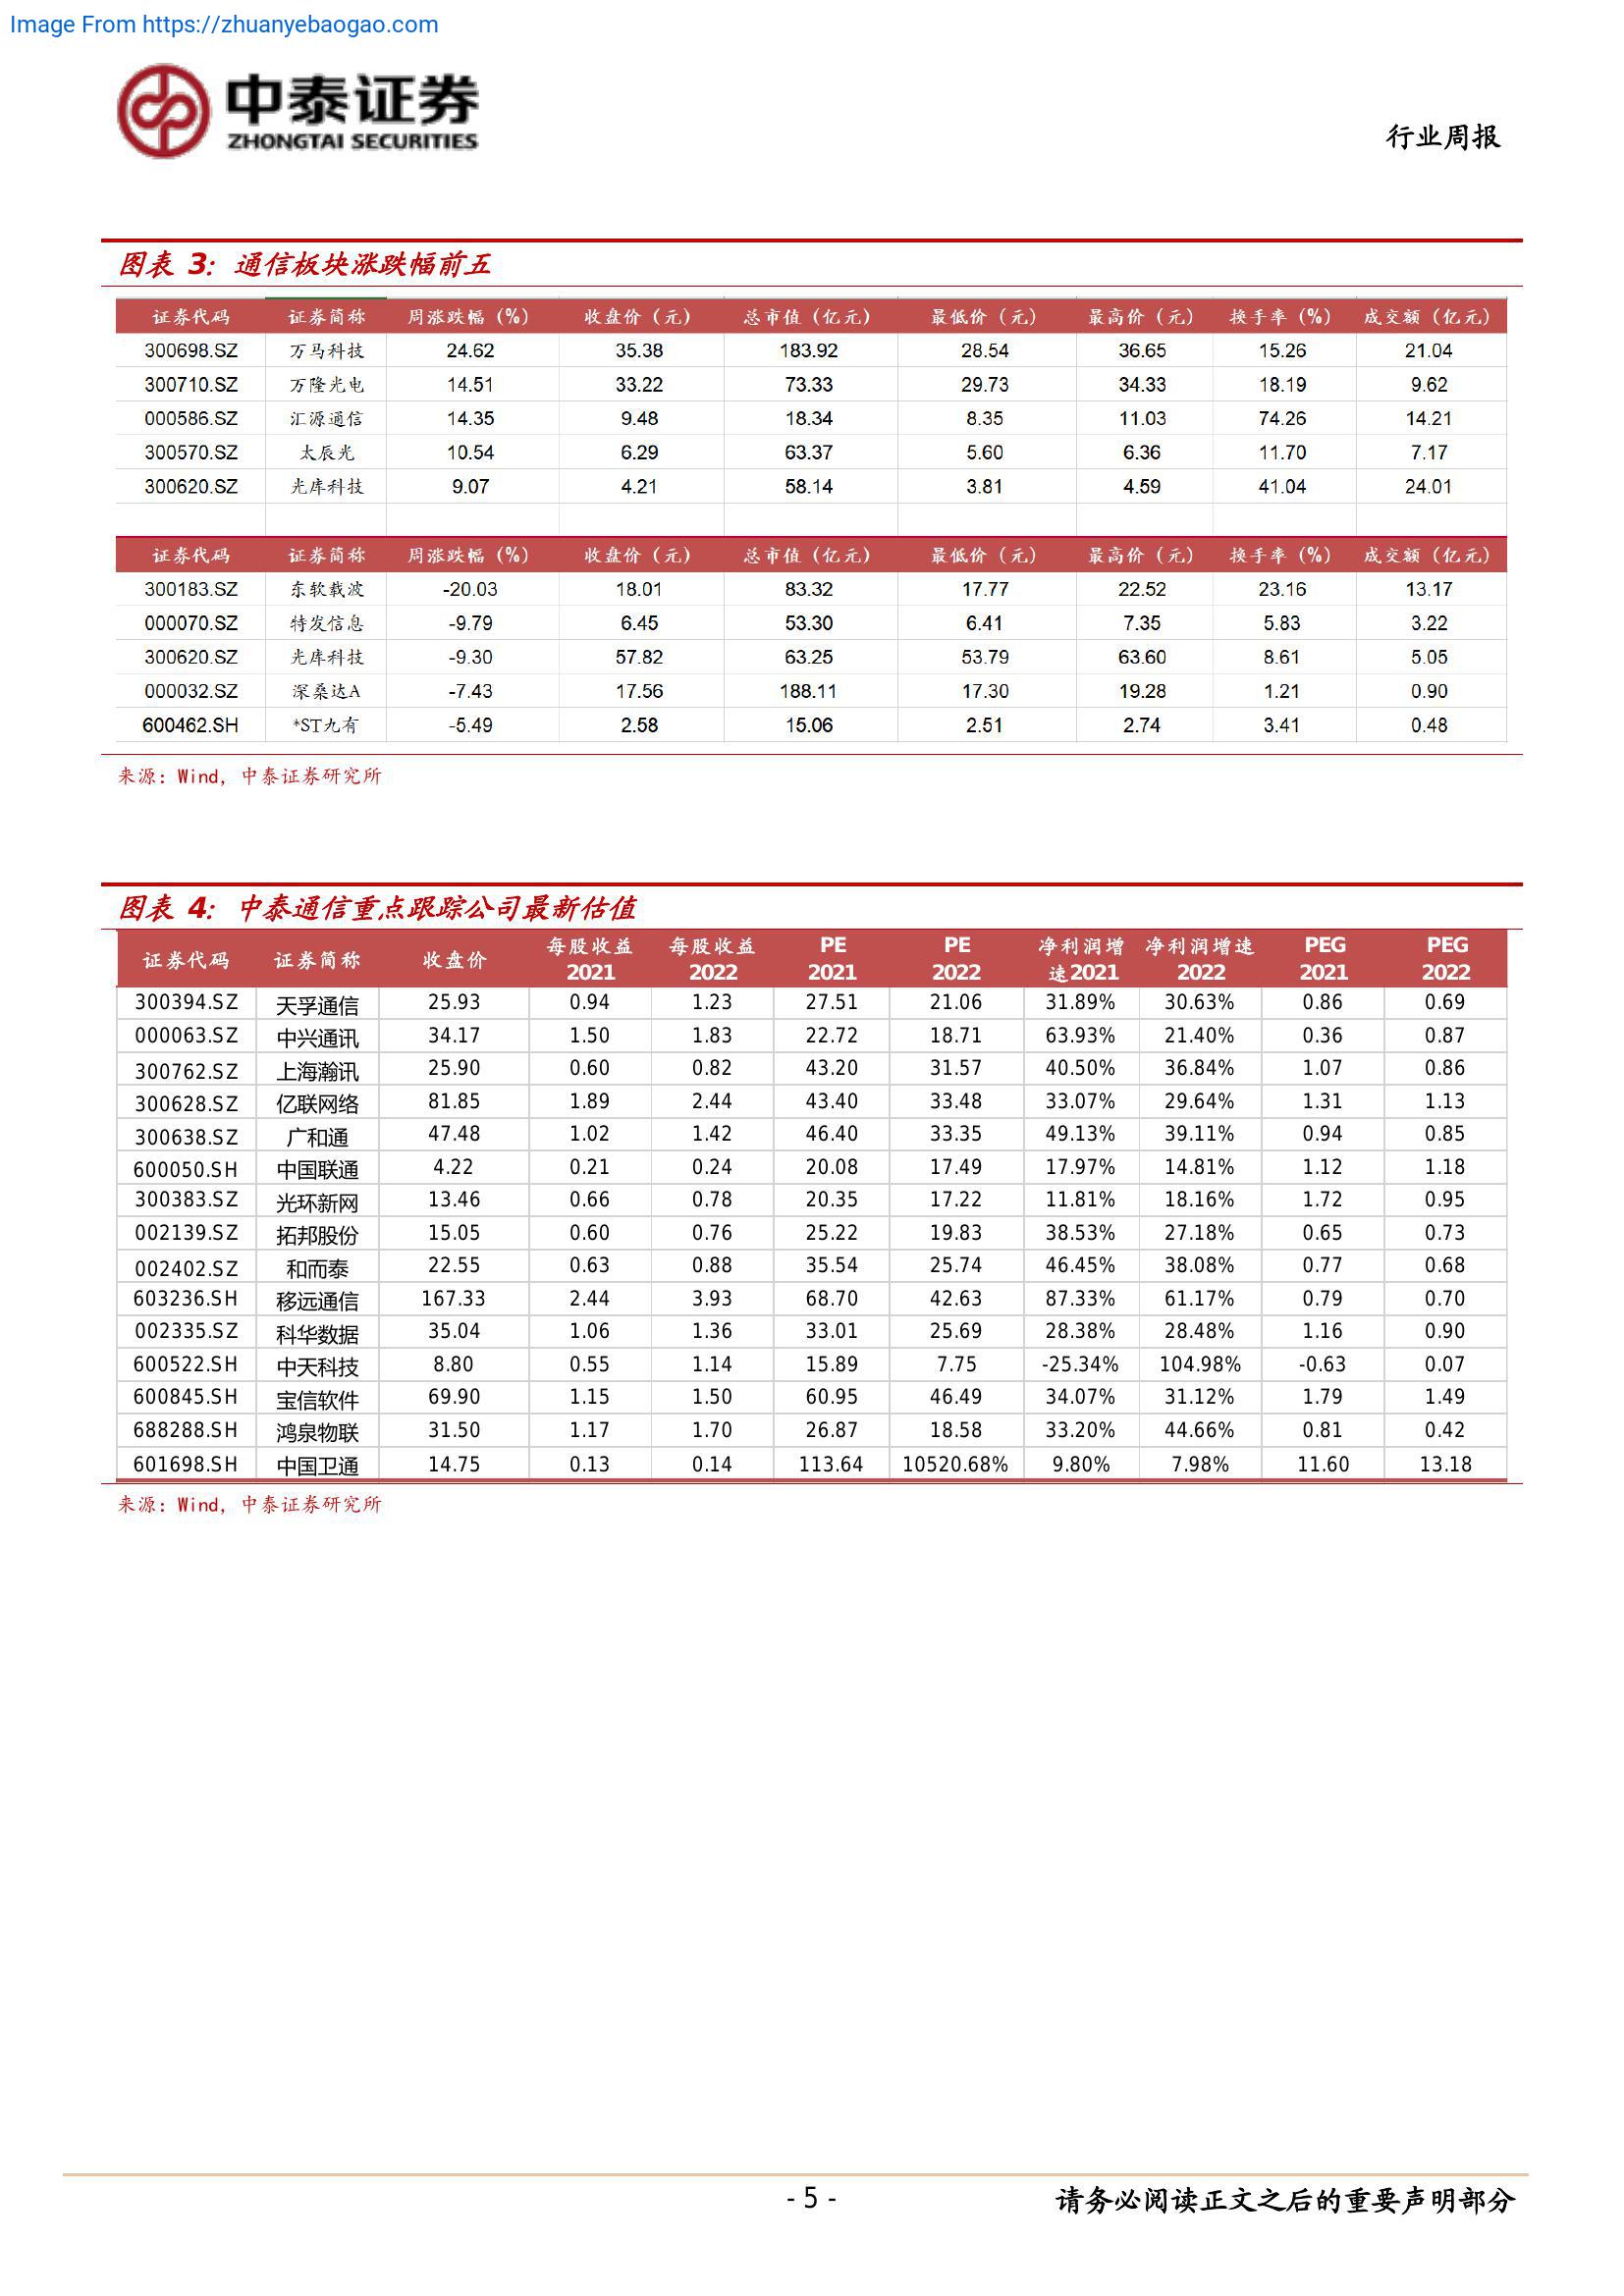 Image From https://zhuanyebaogao.com
中泰证券
ZHONGTAI SECURITIES
行业周报
图表 3：通信板块涨跌幅前五
证券代码 证券简称 周涨跌幅（%） 收盘价（元） 总市值（亿元） 最低价（元） 最高价（元） 换手率（%） 成交额（亿元）
300698.SZ 万马科技 24.62 35.38 183.92 28.54 36.65 15.26 21.04
300710.SZ 万隆光电 14.51 33.22 73.33 29.73 34.33 18.19 9.62
000586.SZ 汇源通信 14.35 9.48 18.34 8.35 11.03 74.26 14.21
300570.SZ 太辰光 10.54 6.29 63.37 5.60 6.36 11.70 7.17
300620.SZ 光库科技 9.07 4.21 58.14 3.81 4.59 41.04 24.01
证券代码 证券简称 周涨跌幅（%） 收盘价（元） 总市值（亿元） 最低价（元） 最高价（元） 换手率（%） 成交额（亿元）
300183.SZ 东软载波 -20.03 18.01 83.32 17.77 22.52 23.16 13.17
000070.SZ 特发信息 -9.79 6.45 53.30 6.41 7.35 5.83 3.22
300620.SZ 光库科技 -9.30 57.82 63.25 53.79 63.60 8.61 5.05
000032.SZ 深桑达A -7.43 17.56 188.11 17.30 19.28 1.21 0.90
600462.SH *ST九有 -5.49 2.58 15.06 2.51 2.74 3.41 0.48
来源：Wind，中泰证券研究所
图表 4：中泰通信重点跟踪公司最新估值
证券代码 证券简称 收盘价 每股收益 2021 每股收益 2022 PE 2021 PE 2022 净利润增速2021 净利润增速 2022 PEG 2021 PEG 2022
300394.SZ 天孚通信 25.93 0.94 1.23 27.51 21.06 31.89% 30.63% 0.86 0.69
000063.SZ 中兴通讯 34.17 1.50 1.83 22.72 18.71 63.93% 21.40% 0.36 0.87
300762.SZ 上海瀚讯 25.90 0.60 0.82 43.20 31.57 40.50% 36.84% 1.07 0.86
300628.SZ 亿联网络 81.85 1.89 2.44 43.40 33.48 33.07% 29.64% 1.31 1.13
300638.SZ 广和通 47.48 1.02 1.42 46.40 33.35 49.13% 39.11% 0.94 0.85
600050.SH 中国联通 4.22 0.21 0.24 20.08 17.49 17.97% 14.81% 1.12 1.18
300383.SZ 光环新网 13.46 0.66 0.78 20.35 17.22 11.81% 18.16% 1.72 0.95
002139.SZ 拓邦股份 15.05 0.60 0.76 25.22 19.83 38.53% 27.18% 0.65 0.73
002402.SZ 和而泰 22.55 0.63 0.88 35.54 25.74 46.45% 38.08% 0.77 0.68
603236.SH 移远通信 167.33 2.44 3.93 68.70 42.63 87.33% 61.17% 0.79 0.70
002335.SZ 科华数据 35.04 1.06 1.36 33.01 25.69 28.38% 28.48% 1.16 0.90
600522.SH 中天科技 8.80 0.55 1.14 15.89 7.75 -25.34% 104.98% -0.63 0.07
600845.SH 宝信软件 69.90 1.15 1.50 60.95 46.49 34.07% 31.12% 1.79 1.49
688288.SH 鸿泉物联 31.50 1.17 1.70 26.87 18.58 33.20% 44.66% 0.81 0.42
601698.SH 中国卫通 14.75 0.13 0.14 113.64 10520.68% 9.80% 7.98% 11.60 13.18
来源：Wind，中泰证券研究所
- 5 -
请务必阅读正文之后的重要声明部分